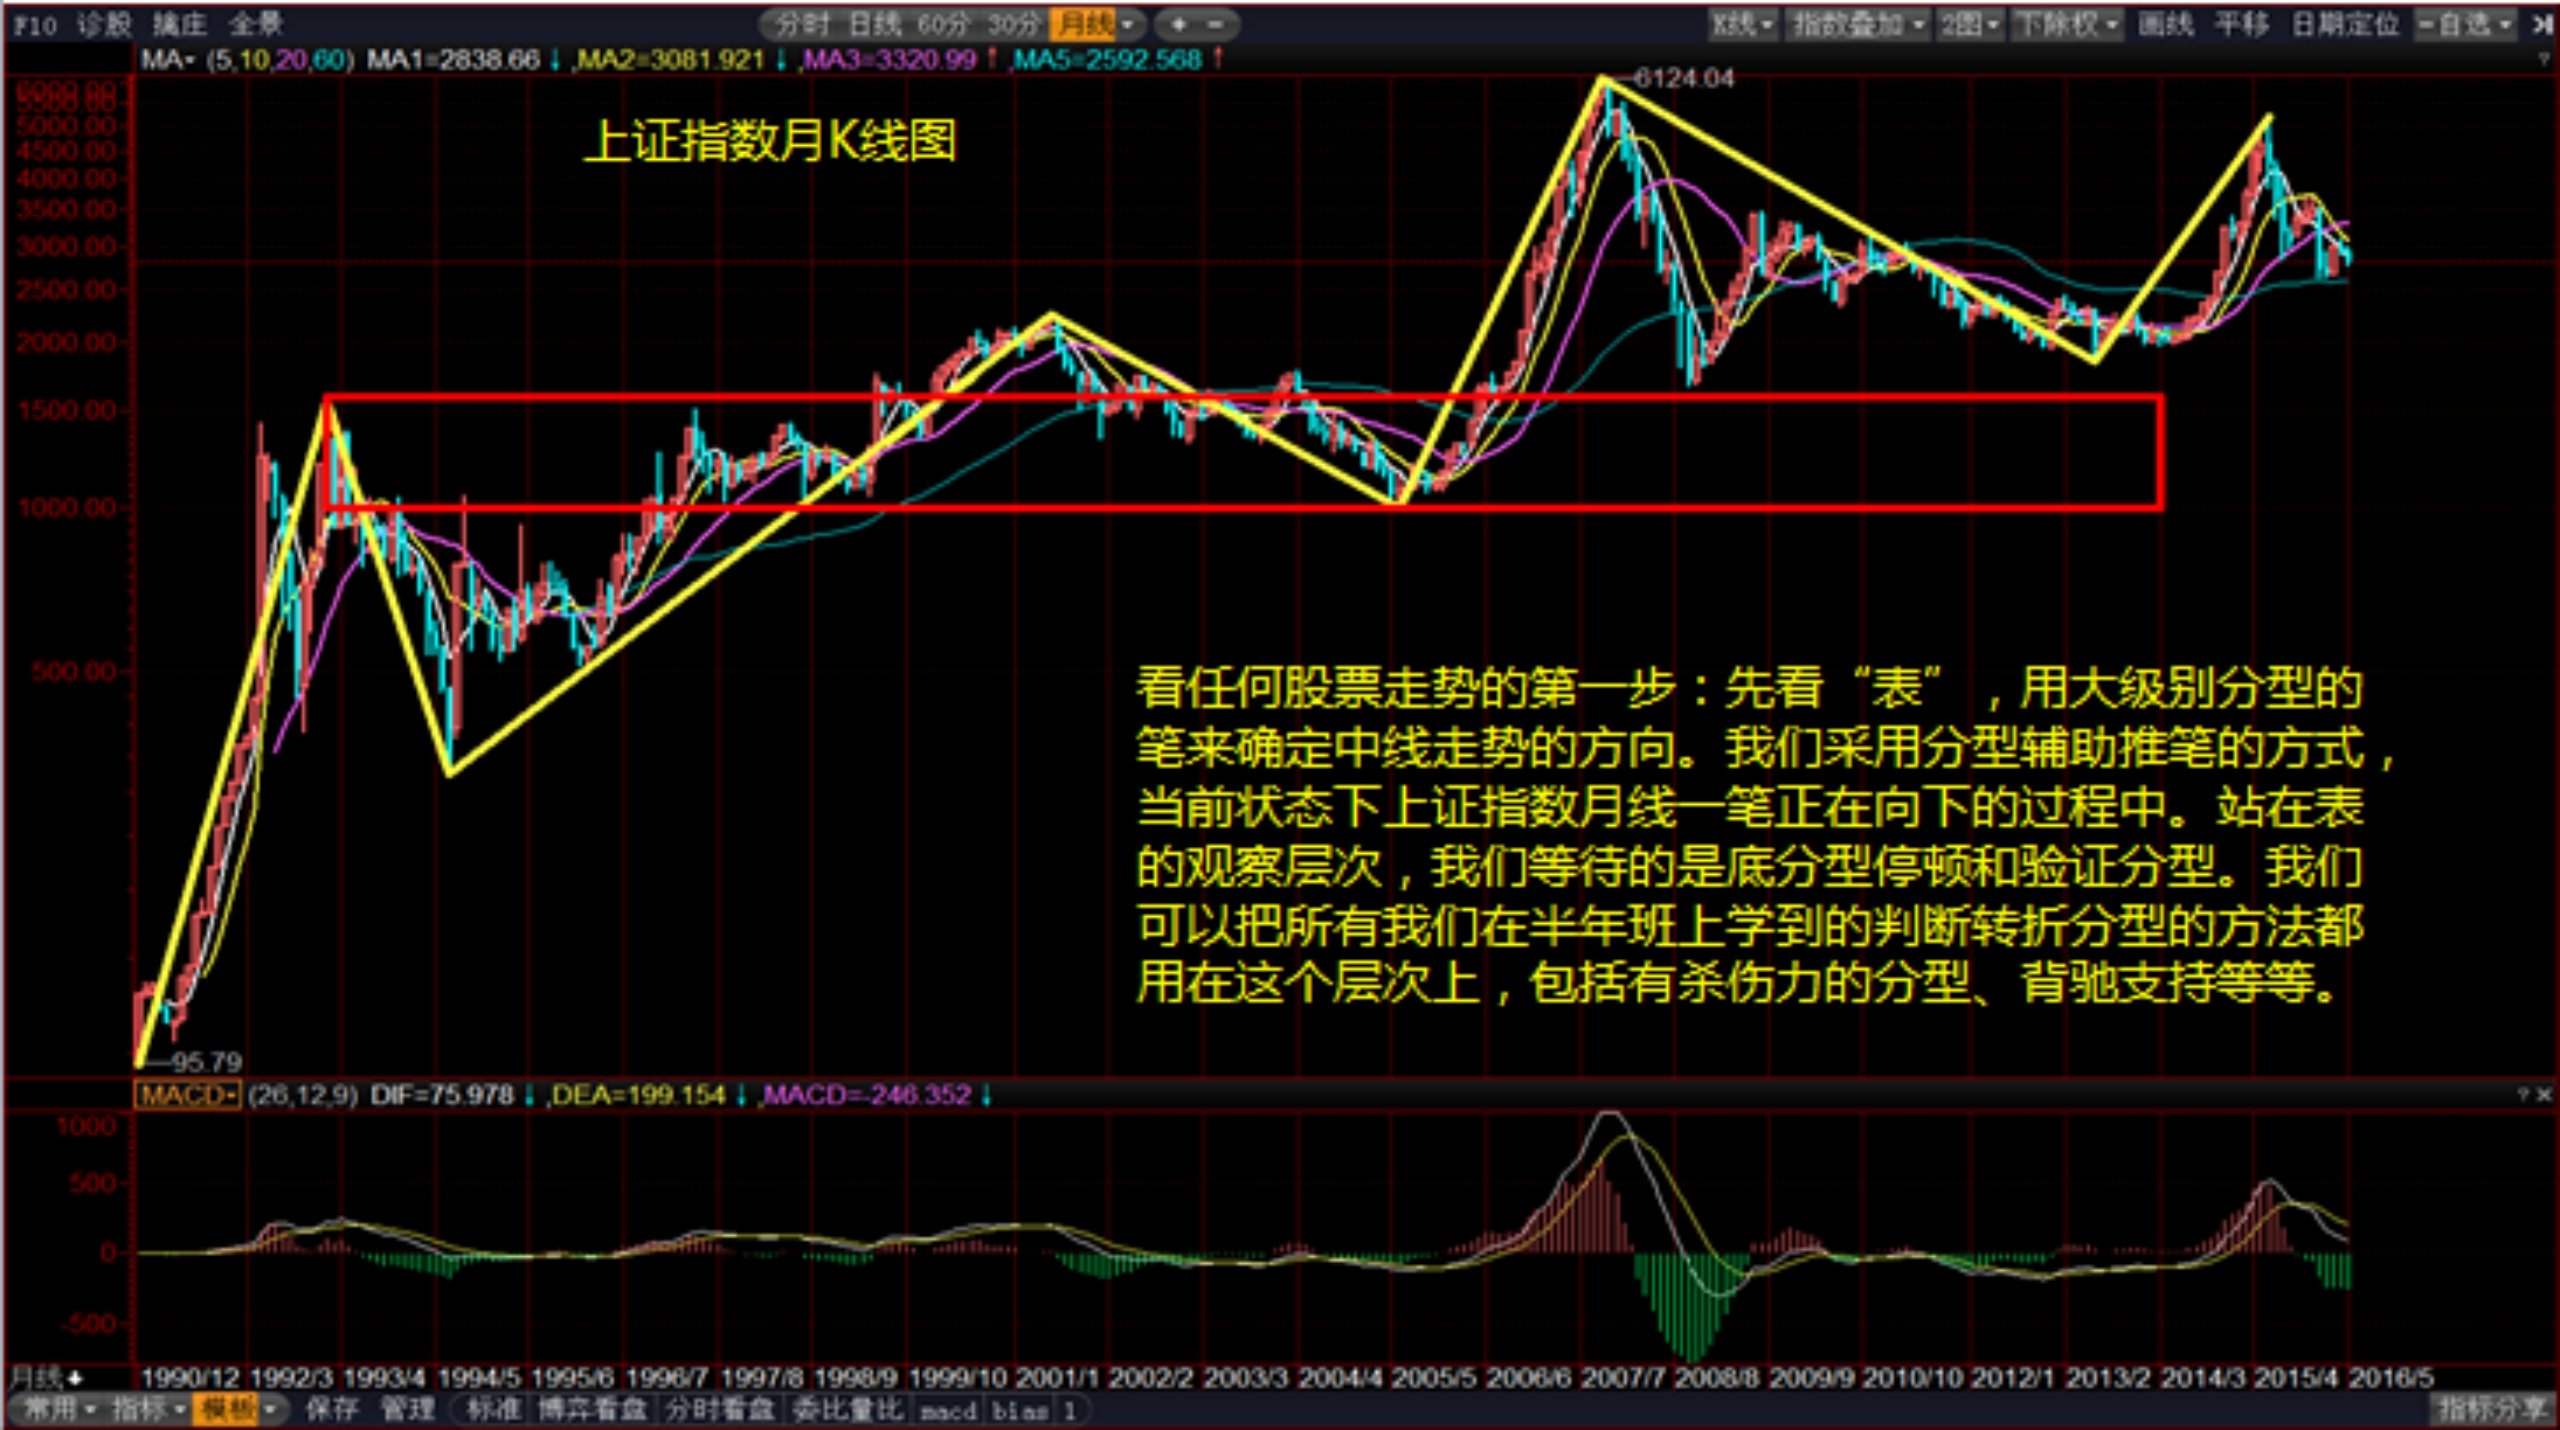 F10 诊股 擒庄 全景 分时 日线 60分 30分 月线 + - K线 指数叠加 2图 下除权 画线 平移 日期定位 -自选
MA (5,10,20,60) MA1=2838.66↓,MA2=3081.921↓,MA3=3320.99↑,MA5=2592.568↑ ?
6124.04
6000.00
5500.00
5000.00
上证指数月K线图
4500.00
4000.00
3500.00
3000.00
2500.00
2000.00
1500.00
1000.00
500.00
看任何股票走势的第一步：先看“表”，用大级别分型的
笔来确定中线走势的方向。我们采用分型辅助推笔的方式，
当前状态下上证指数月线一笔正在向下的过程中。站在表
的观察层次，我们等待的是底分型停顿和验证分型。我们
可以把所有我们在半年班上学到的判断转折分型的方法都
用在这个层次上，包括有杀伤力的分型、背驰支持等等。
95.79
MACD (26,12,9) DIF=75.978↓,DEA=199.154↓,MACD=-246.352↓ ? ×
1000
500
0
-500
月线 1990/12 1992/3 1993/4 1994/5 1995/6 1996/7 1997/8 1998/9 1999/10 2001/1 2002/2 2003/3 2004/4 2005/5 2006/6 2007/7 2008/8 2009/9 2010/10 2012/1 2013/2 2014/3 2015/4 2016/5
常用 指标 模板 保存 管理 标准 博弈看盘 分时看盘 委比量比 macd bias 1 指标分享